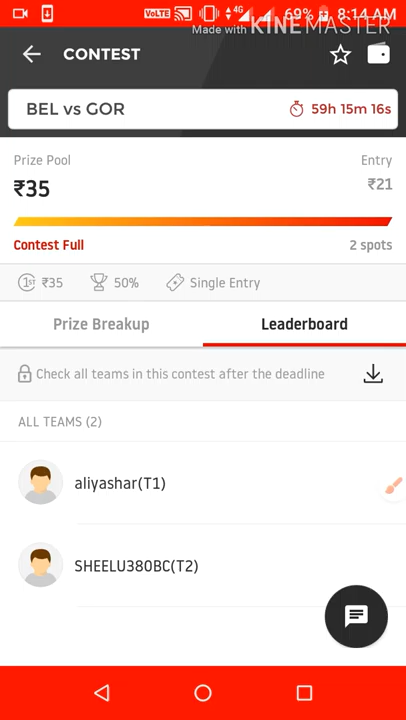 VoLTE 4G 69% 8:14 AM
Made with KINEMASTER
CONTEST
BEL vs GOR 59h 15m 16s
Prize Pool Entry
₹35 ₹21
Contest Full 2 spots
1ST ₹35 50% Single Entry
Prize Breakup Leaderboard
Check all teams in this contest after the deadline
ALL TEAMS (2)
aliyashar(T1)
SHEELU380BC(T2)